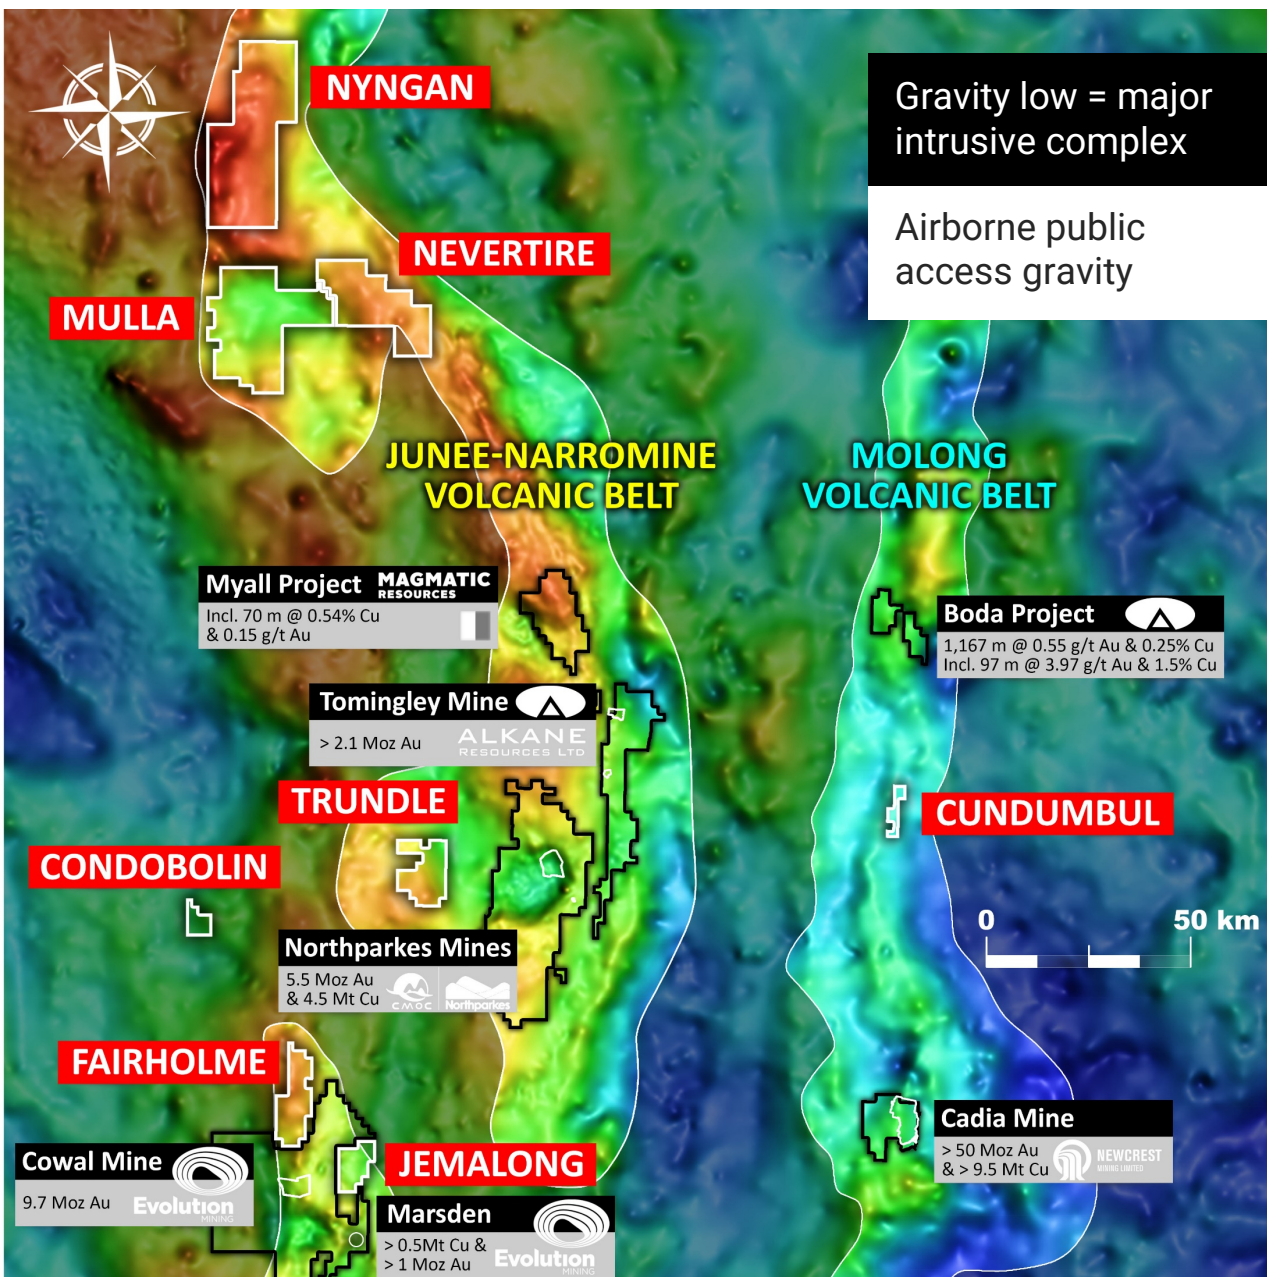 NYGAN
Gravity low = major
intrusive complex
Airborne public
access gravity
NEVERTIRE
MULLA
JUNEE-NARROMINE
VOLCANIC BELT
MOLONG
VOLCANIC BELT
Myall Project MAGMATIC
RESOURCES
Incl. 70 m @ 0.54% Cu
& 0.15 g/t Au
Boda Project
1,167 m @ 0.55 g/t Au & 0.25% Cu
Incl. 97 m @ 3.97 g/t Au & 1.5% Cu
Tomingley Mine
> 2.1 Moz Au
ALKANE
RESOURCES LTD
TRUNDLE
CUNDUMBUL
CONDOBOLIN
0 50 km
Northparkes Mines
5.5 Moz Au
& 4.5 Mt Cu
CMOC
Northparkes
FAIRHOLME
Cadia Mine
> 50 Moz Au
& > 9.5 Mt Cu
NEWCREST
MINING LIMITED
Cowal Mine
9.7 Moz Au
Evolution
MINING
JEMALONG
Marsden
> 0.5Mt Cu &
> 1 Moz Au
Evolution
MINING